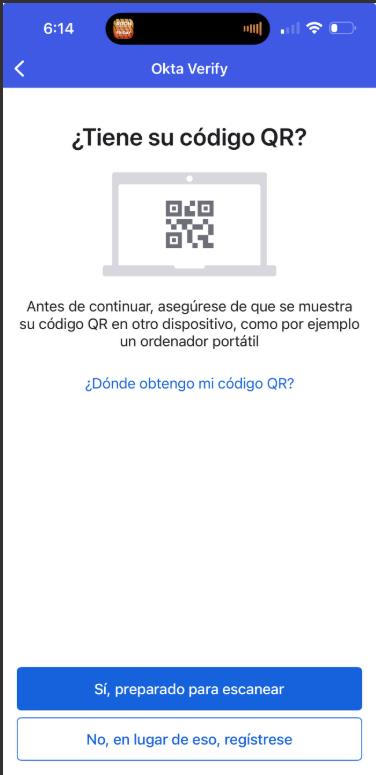 6:14
Okta Verify
¿Tiene su código QR?
Antes de continuar, asegúrese de que se muestra
su código QR en otro dispositivo, como por ejemplo
un ordenador portátil
¿Dónde obtengo mi código QR?
Sí, preparado para escanear
No, en lugar de eso, regístrese